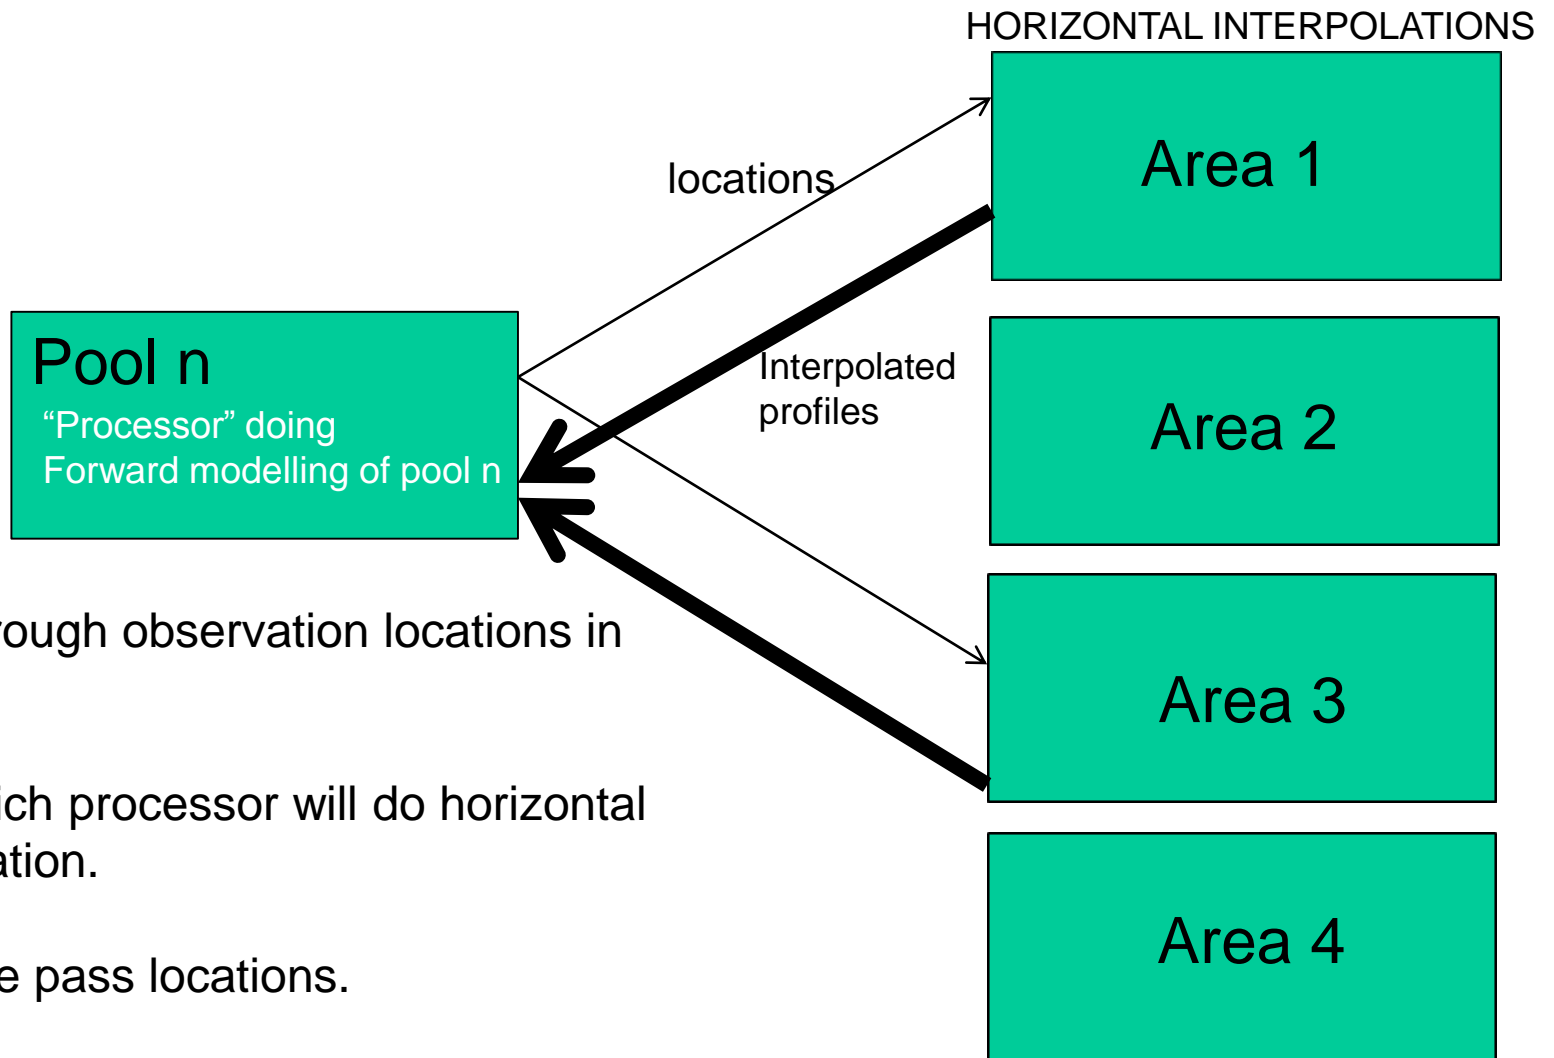 HORIZONTAL INTERPOLATIONS
Area 1
locations
Pool n
“Processor” doing
Forward modelling of pool n
Interpolated
profiles
Area 2
rough observation locations in
Area 3
ich processor will do horizontal
ation.
Area 4
e pass locations.